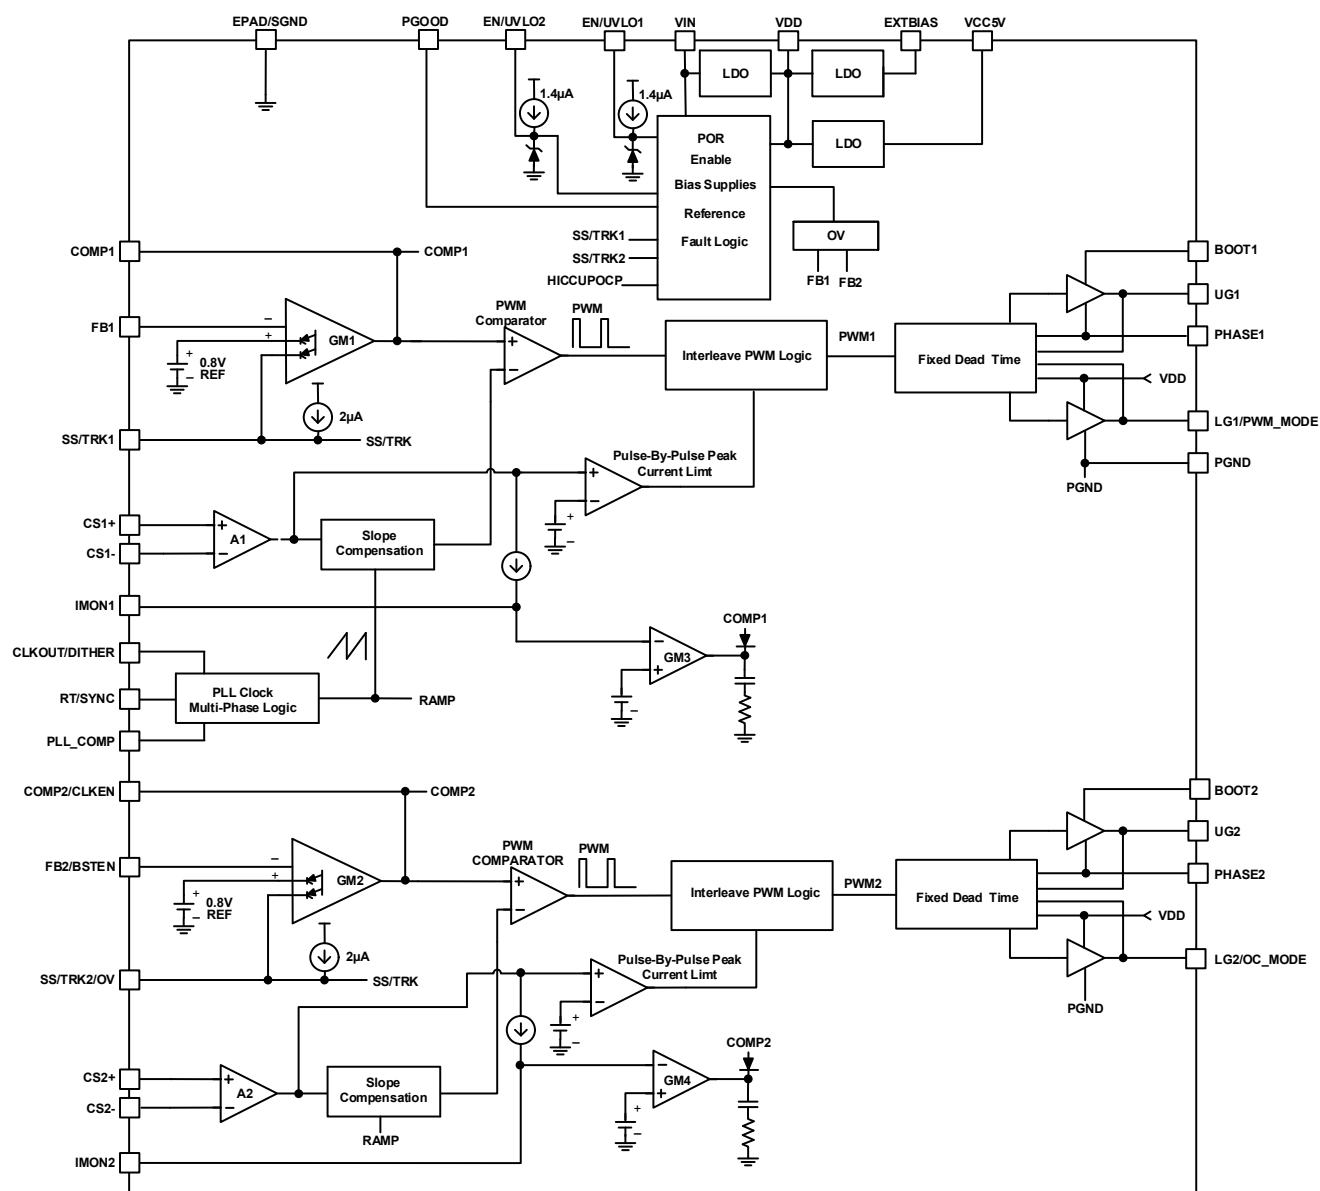 EPAD/SGND
PGOOD
EN/UVLO2
EN/UVLO1
VIN
VDD
EXTBIAS
VCC5V
1.4µA
1.4µA
LDO
LDO
LDO
POR
Enable
Bias Supplies
Reference
Fault Logic
SS/TRK1
SS/TRK2
HICCUPOCP
OV
FB1
FB2
COMP1
COMP1
FB1
−
+
GM1
+
−
0.8V
REF
2µA
SS/TRK1
SS/TRK
PWM
Comparator
+
−
PWM
Interleave PWM Logic
PWM1
Fixed Dead Time
BOOT1
UG1
PHASE1
VDD
LG1/PWM_MODE
PGND
PGND
Pulse-By-Pulse Peak
Current Limt
+
−
+
−
CS1+
CS1-
+
−
A1
Slope
Compensation
IMON1
CLKOUT/DITHER
RT/SYNC
PLL_COMP
PLL Clock
Multi-Phase Logic
RAMP
COMP1
−
+
GM3
−
COMP2/CLKEN
COMP2
FB2/BSTEN
−
+
GM2
+
−
0.8V
REF
2µA
SS/TRK2/OV
SS/TRK
PWM
COMPARATOR
+
−
PWM
Interleave PWM Logic
PWM2
Fixed Dead Time
BOOT2
UG2
PHASE2
VDD
LG2/OC_MODE
PGND
Pulse-By-Pulse Peak
Current Limt
+
−
+
−
CS2+
CS2-
+
−
A2
Slope
Compensation
RAMP
IMON2
COMP2
−
+
GM4
+
−